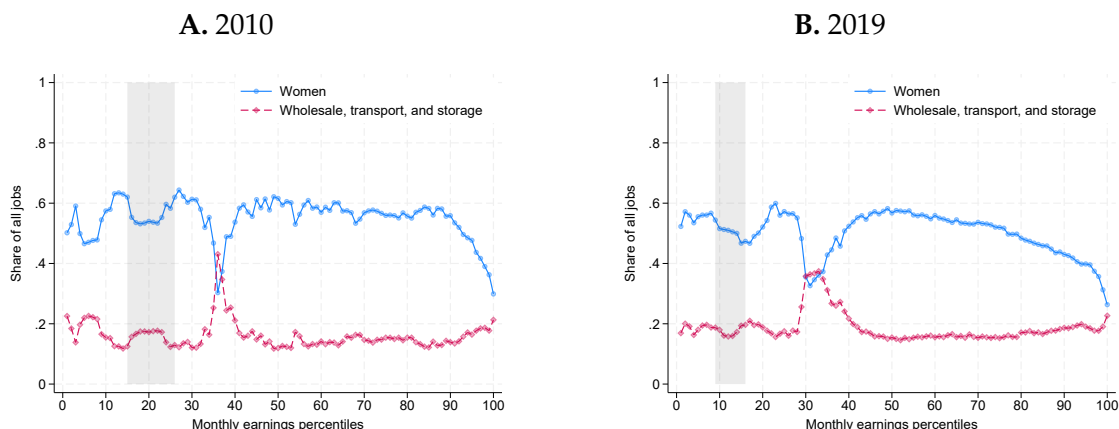 A. 2010
Women
Wholesale, transport, and storage
1
.8
.6
.4
.2
0
Share of all jobs
0 10 20 30 40 50 60 70 80 90 100
Monthly earnings percentiles
B. 2019
Women
Wholesale, transport, and storage
1
.8
.6
.4
.2
0
Share of all jobs
0 10 20 30 40 50 60 70 80 90 100
Monthly earnings percentiles